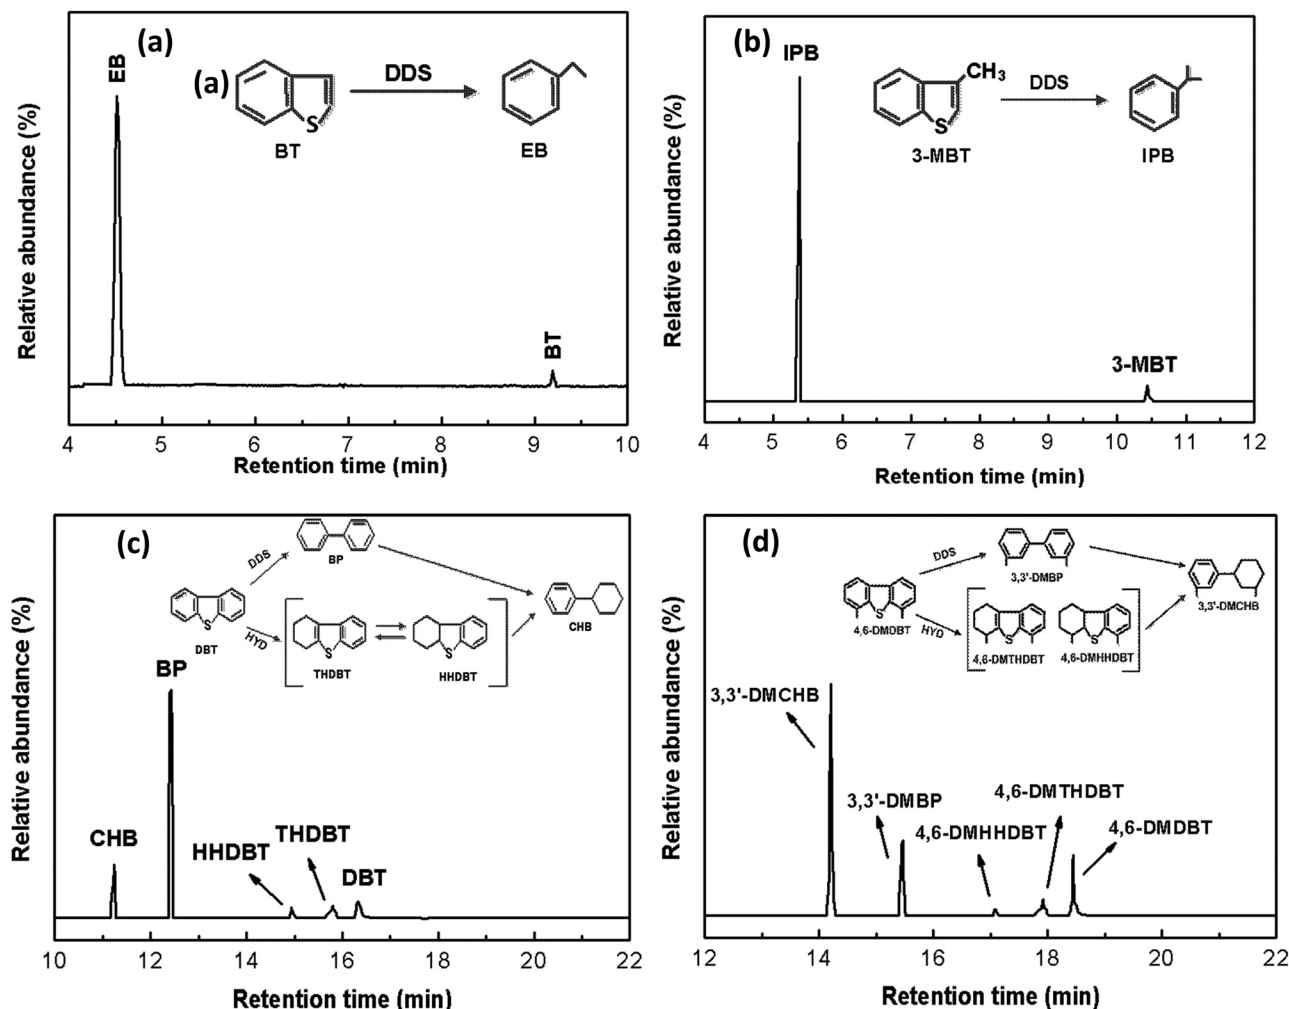 (a)
EB
(a)
S
BT
DDS
EB
BT
Relative abundance (%)
4 5 6 7 8 9 10
Retention time (min)
(b)
IPB
CH3
S
3-MBT
DDS
IPB
3-MBT
Relative abundance (%)
4 5 6 7 8 9 10 11 12
Retention time (min)
(c)
BP
DDS
S
DBT
HYD
S
THDBT
S
HHDBT
CHB
CHB
BP
HHDBT
THDBT
DBT
Relative abundance (%)
10 12 14 16 18 20 22
Retention time (min)
(d)
3,3'-DMBP
DDS
S
4,6-DMDBT
HYD
S
4,6-DMTHDBT
S
4,6-DMHHDBT
3,3'-DMCHB
3,3'-DMCHB
3,3'-DMBP
4,6-DMHHDBT
4,6-DMTHDBT
4,6-DMDBT
Relative abundance (%)
12 14 16 18 20 22
Retention time (min)